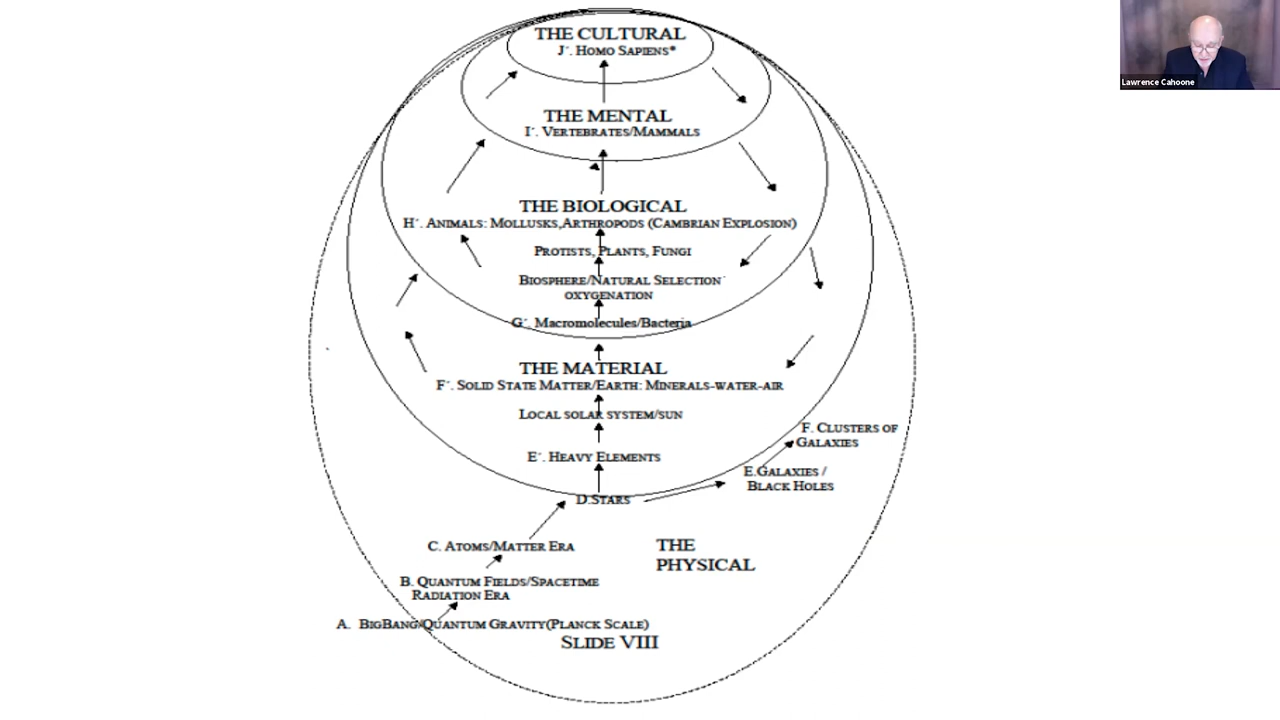 THE CULTURAL
J´. HOMO SAPIENS*
Lawrence Cahoone
THE MENTAL
I´. VERTEBRATES/MAMMALS
THE BIOLOGICAL
H´. ANIMALS: MOLLUSKS,ARTHROPODS (CAMBRIAN EXPLOSION)
PROTISTS, PLANTS, FUNGI
BIOSPHERE/NATURAL SELECTION´
OXYGENATION
G´. Macromolecules/Bacteria
THE MATERIAL
F´. SOLID STATE MATTER/EARTH: MINERALS-WATER-AIR
LOCAL SOLAR SYSTEM/SUN
F. CLUSTERS OF
GALAXIES
E´. HEAVY ELEMENTS
E.GALAXIES /
BLACK HOLES
D.STARS
C. ATOMS/MATTER ERA
THE
PHYSICAL
B. QUANTUM FIELDS/SPACETIME
RADIATION ERA
A. BIGBANG/QUANTUM GRAVITY(PLANCK SCALE)
SLIDE VIII